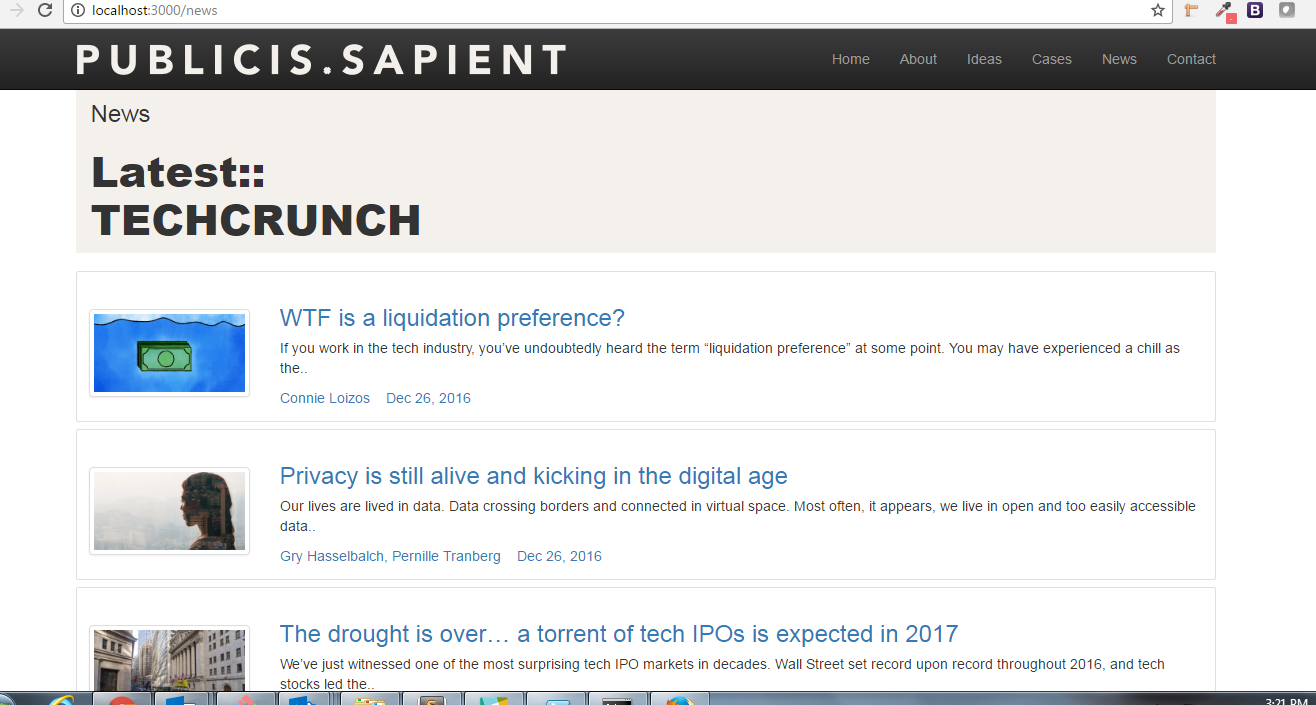 localhost:3000/news
B
PUBLICIS.SAPIENT
Home About Ideas Cases News Contact
News
Latest::
TECHCRUNCH
WTF is a liquidation preference?
If you work in the tech industry, you’ve undoubtedly heard the term “liquidation preference” at some point. You may have experienced a chill as
the..
Connie Loizos Dec 26, 2016
Privacy is still alive and kicking in the digital age
Our lives are lived in data. Data crossing borders and connected in virtual space. Most often, it appears, we live in open and too easily accessible
data..
Gry Hasselbalch, Pernille Tranberg Dec 26, 2016
The drought is over… a torrent of tech IPOs is expected in 2017
We’ve just witnessed one of the most surprising tech IPO markets in decades. Wall Street set record upon record throughout 2016, and tech
stocks led the..
3:21 PM